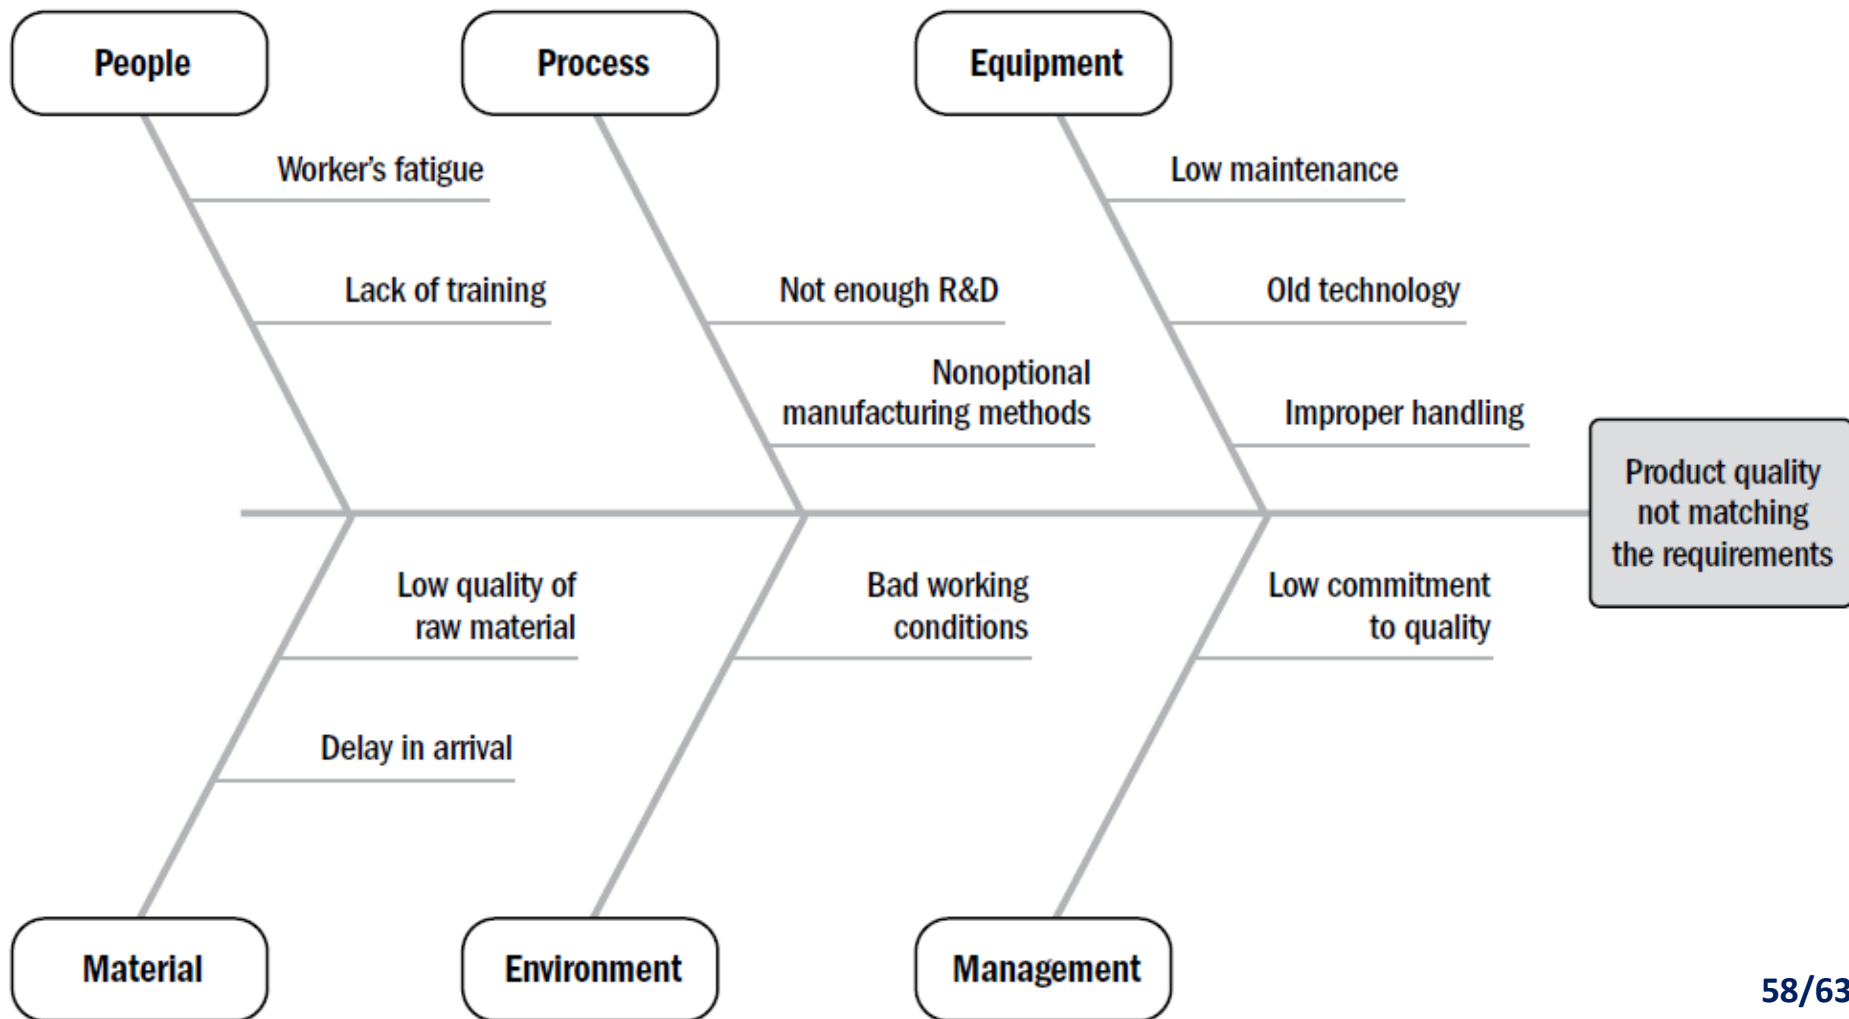 People
Process
Equipment
Worker's fatigue
Low maintenance
Lack of training
Not enough R&D
Old technology
Nonoptional
manufacturing methods
Improper handling
Product quality
not matching
the requirements
Low quality of
raw material
Bad working
conditions
Low commitment
to quality
Delay in arrival
Material
Environment
Management
58/63